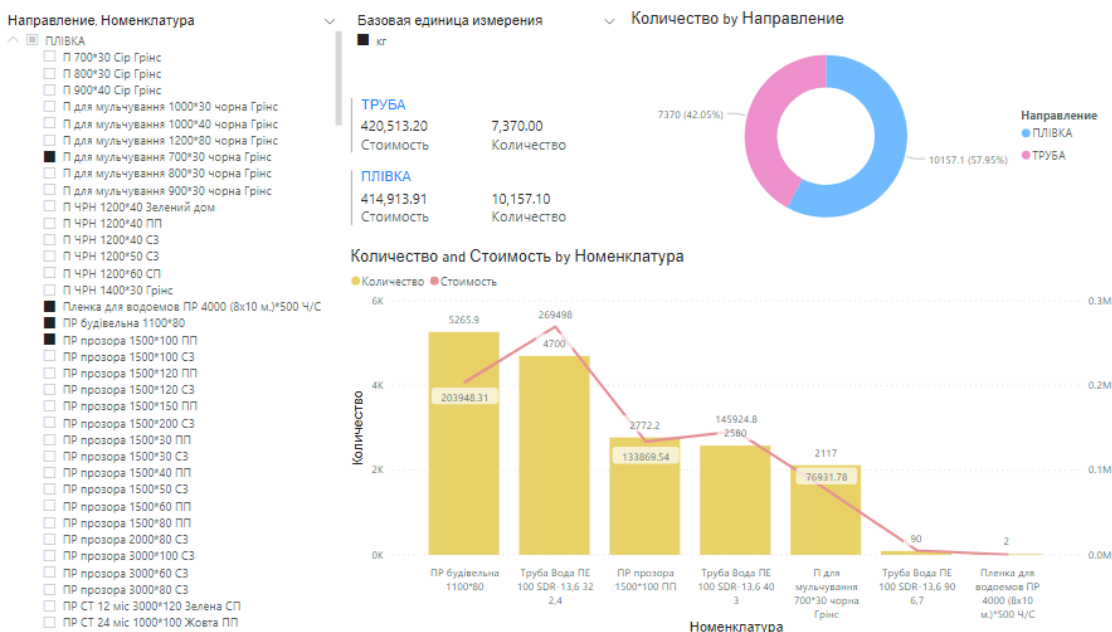 Направление, Номенклатура
ПЛІВКА
П 700*30 Сір Грінс
П 800*30 Сір Грінс
П 900*40 Сір Грінс
П для мульчування 1000*30 чорна Грінс
П для мульчування 1000*40 чорна Грінс
П для мульчування 1200*80 чорна Грінс
П для мульчування 700*30 чорна Грінс
П для мульчування 800*30 чорна Грінс
П для мульчування 900*30 чорна Грінс
П ЧРН 1200*40 Зелений дом
П ЧРН 1200*40 ПП
П ЧРН 1200*40 СЗ
П ЧРН 1200*50 СЗ
П ЧРН 1200*60 СП
П ЧРН 1400*30 Грінс
Пленка для водоемов ПР 4000 (8х10 м.)*500 Ч/С
ПР будівельна 1100*80
ПР прозора 1500*100 ПП
ПР прозора 1500*100 СЗ
ПР прозора 1500*120 ПП
ПР прозора 1500*120 СЗ
ПР прозора 1500*150 ПП
ПР прозора 1500*200 СЗ
ПР прозора 1500*30 ПП
ПР прозора 1500*30 СЗ
ПР прозора 1500*40 ПП
ПР прозора 1500*50 СЗ
ПР прозора 1500*60 ПП
ПР прозора 1500*80 ПП
ПР прозора 2000*80 СЗ
ПР прозора 3000*100 СЗ
ПР прозора 3000*60 СЗ
ПР прозора 3000*80 СЗ
ПР СТ 12 міс 3000*120 Зелена СП
ПР СТ 24 міс 1000*100 Жовта ПП
Базовая единица измерения
кг
ТРУБА
420,513.20 7,370.00
Стоимость Количество
ПЛІВКА
414,913.91 10,157.10
Стоимость Количество
Количество by Направление
7370 (42.05%)
10157.1 (57.95%)
Направление
ПЛІВКА
ТРУБА
Количество and Стоимость by Номенклатура
Количество Стоимость
6K
4K
2K
0K
Количество
0.3M
0.2M
0.1M
0.0M
5265.9
203948.31
269498
4700
2772.2
133869.54
145924.8
2580
2117
76931.78
90
2
ПР будівельна
1100*80
Труба Вода ПЕ
100 SDR-13,6 32
2,4
ПР прозора
1500*100 ПП
Труба Вода ПЕ
100 SDR-13,6 40
3
П для
мульчування
700*30 чорна
Грінс
Труба Вода ПЕ
100 SDR-13,6 90
6,7
Пленка для
водоемов ПР
4000 (8х10
м.)*500 Ч/С
Номенклатура